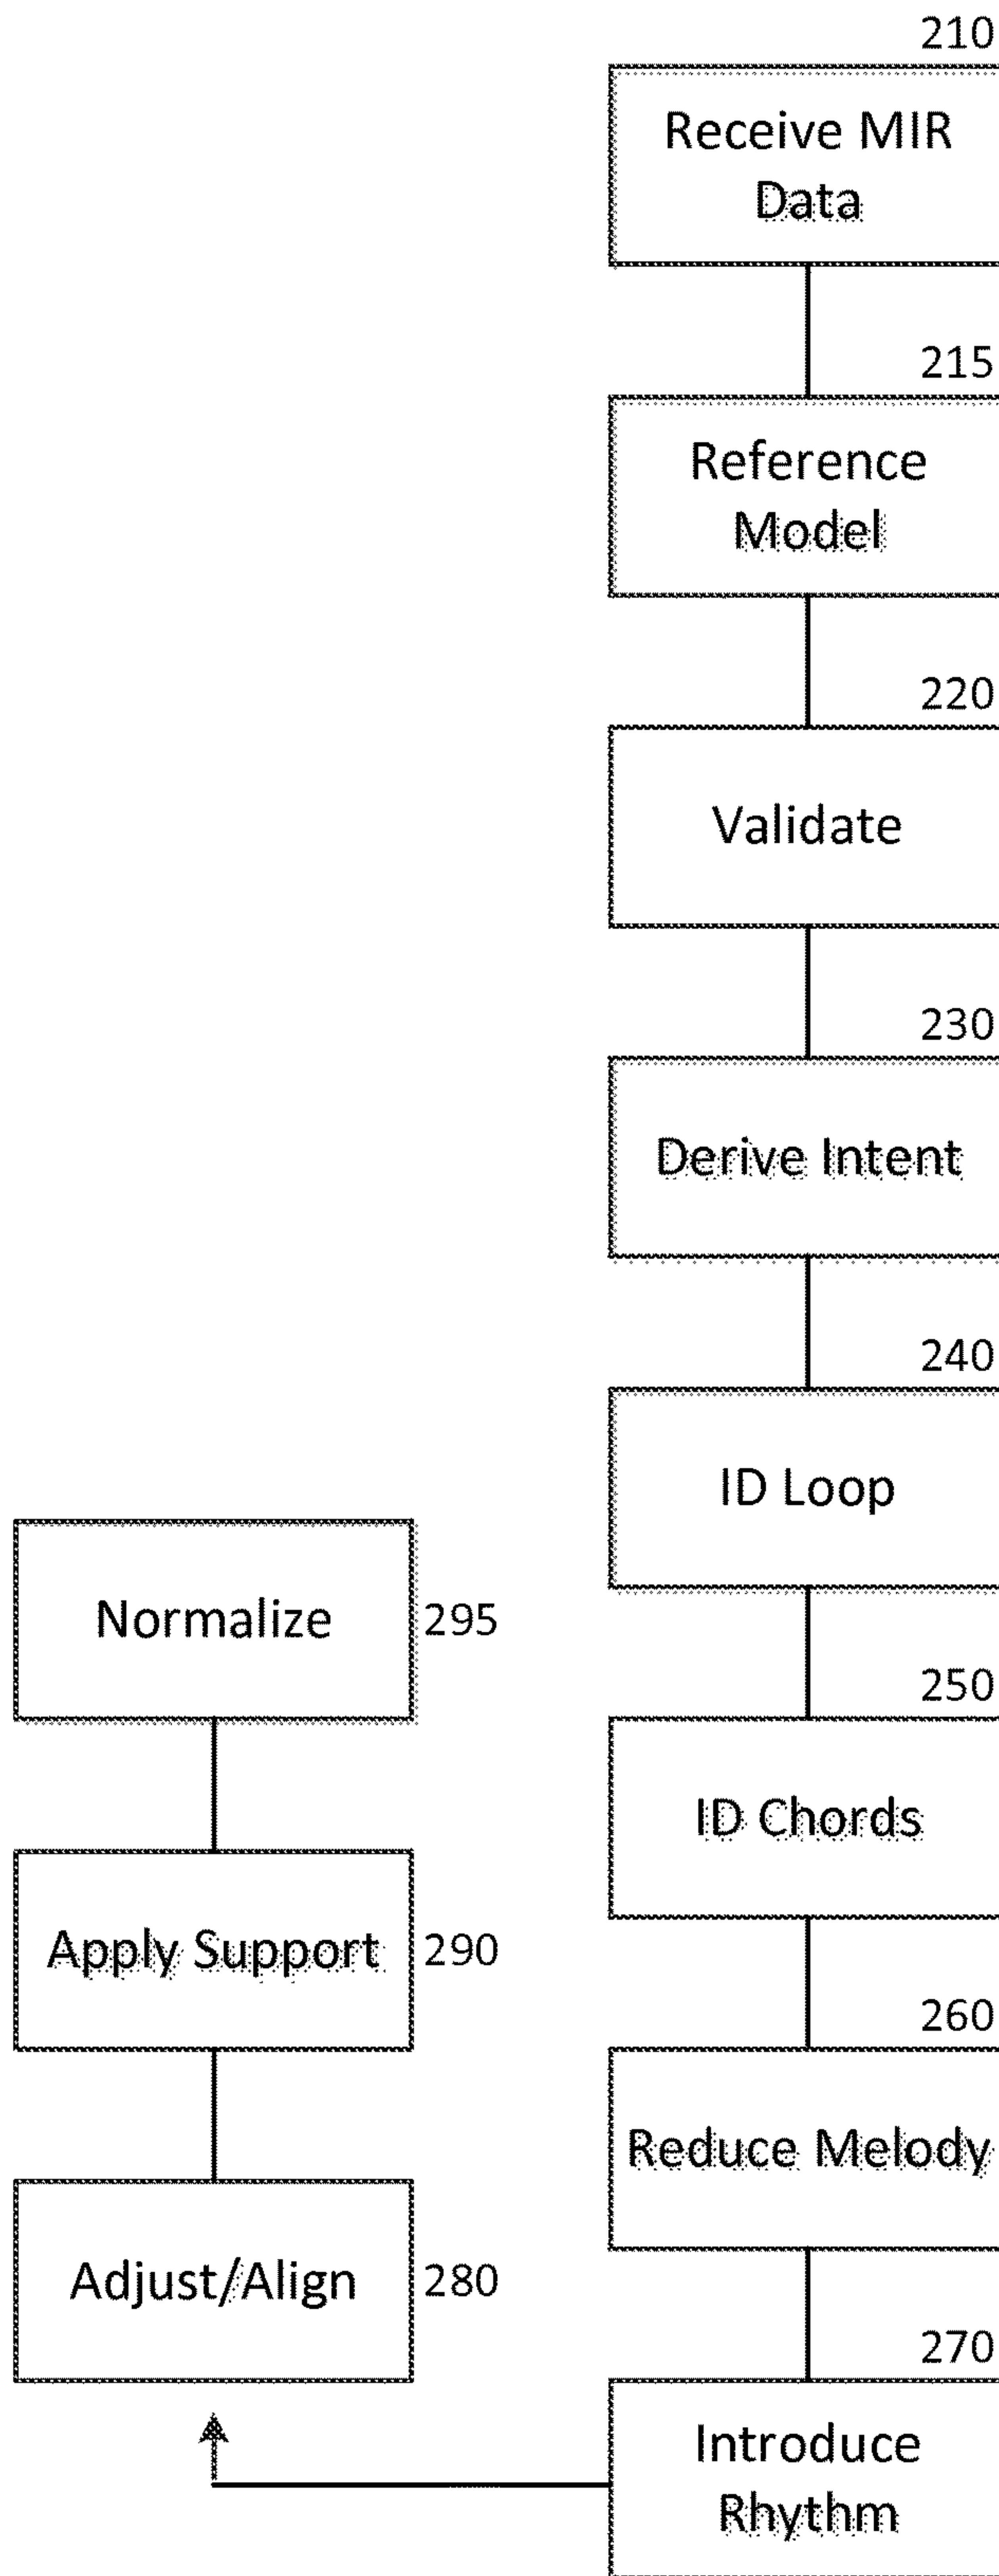 210
Receive MIR
Data
215
Reference
Model
220
Validate
230
Derive Intent
240
ID Loop
250
ID Chords
260
Reduce Melody
270
Introduce
Rhythm
Adjust/Align
280
Apply Support
290
Normalize
295